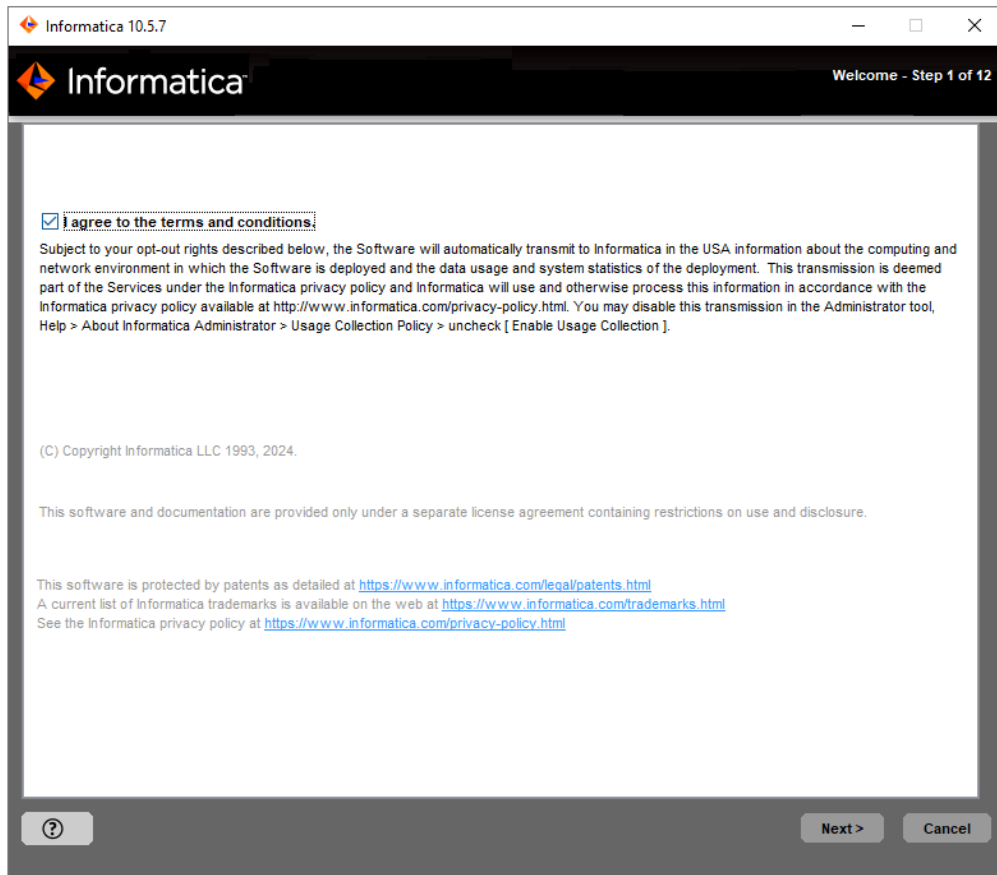 Informatica 10.5.7
Informatica
Welcome - Step 1 of 12
I agree to the terms and conditions.
Subject to your opt-out rights described below, the Software will automatically transmit to Informatica in the USA information about the computing and
network environment in which the Software is deployed and the data usage and system statistics of the deployment.  This transmission is deemed
part of the Services under the Informatica privacy policy and Informatica will use and otherwise process this information in accordance with the
Informatica privacy policy available at http://www.informatica.com/privacy-policy.html. You may disable this transmission in the Administrator tool,
Help > About Informatica Administrator > Usage Collection Policy > uncheck [ Enable Usage Collection ].
(C) Copyright Informatica LLC 1993, 2024.
This software and documentation are provided only under a separate license agreement containing restrictions on use and disclosure.
This software is protected by patents as detailed at https://www.informatica.com/legal/patents.html
A current list of Informatica trademarks is available on the web at https://www.informatica.com/trademarks.html
See the Informatica privacy policy at https://www.informatica.com/privacy-policy.html
?
Next >
Cancel